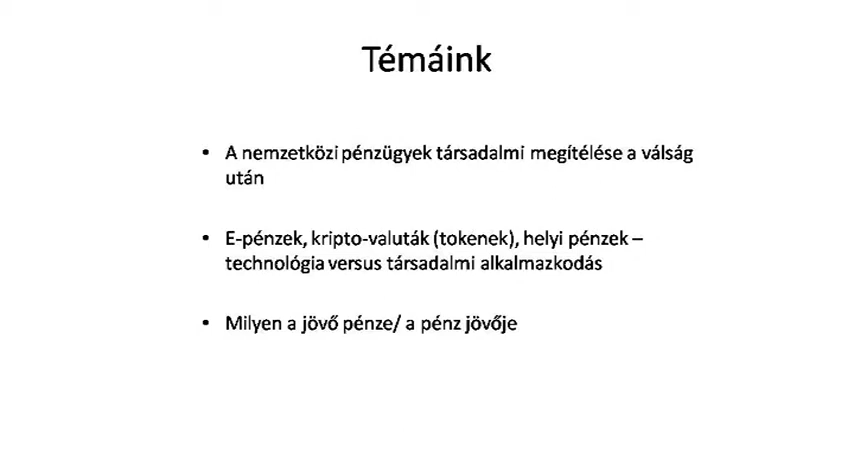 Témáink
• A nemzetközi pénzügyek társadalmi megítélése a válság
után
• E-pénzek, kripto-valuták (tokenek), helyi pénzek –
technológia versus társadalmi alkalmazkodás
• Milyen a jövő pénze/ a pénz jövője